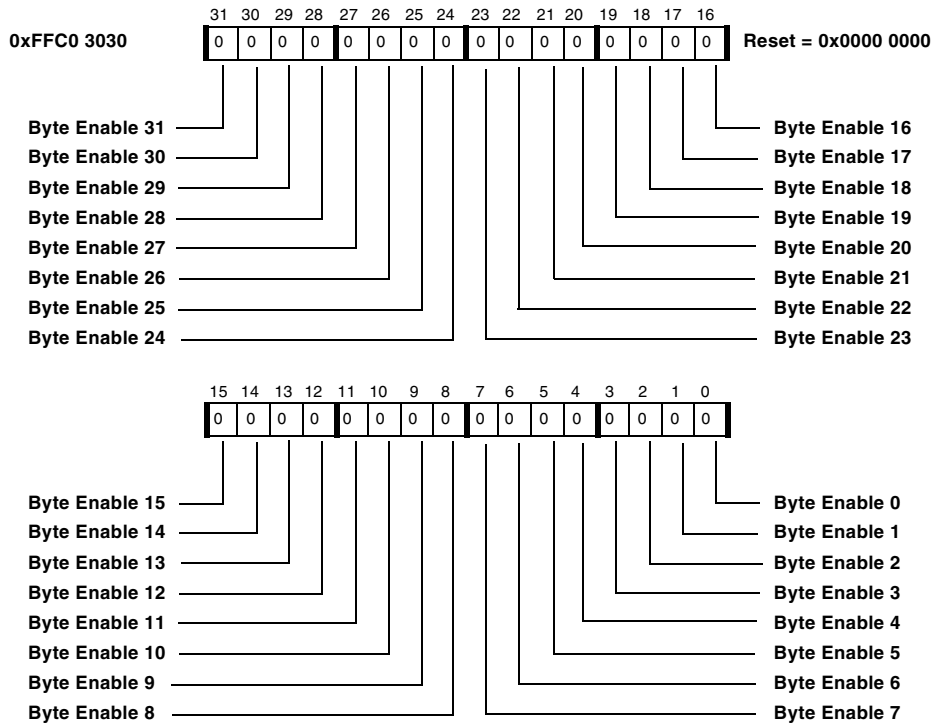 31 30 29 28 27 26 25 24 23 22 21 20 19 18 17 16
0xFFC0 3030 0 0 0 0 0 0 0 0 0 0 0 0 0 0 0 0 Reset = 0x0000 0000
Byte Enable 31 Byte Enable 16
Byte Enable 30 Byte Enable 17
Byte Enable 29 Byte Enable 18
Byte Enable 28 Byte Enable 19
Byte Enable 27 Byte Enable 20
Byte Enable 26 Byte Enable 21
Byte Enable 25 Byte Enable 22
Byte Enable 24 Byte Enable 23
15 14 13 12 11 10 9 8 7 6 5 4 3 2 1 0
0 0 0 0 0 0 0 0 0 0 0 0 0 0 0 0
Byte Enable 15 Byte Enable 0
Byte Enable 14 Byte Enable 1
Byte Enable 13 Byte Enable 2
Byte Enable 12 Byte Enable 3
Byte Enable 11 Byte Enable 4
Byte Enable 10 Byte Enable 5
Byte Enable 9 Byte Enable 6
Byte Enable 8 Byte Enable 7